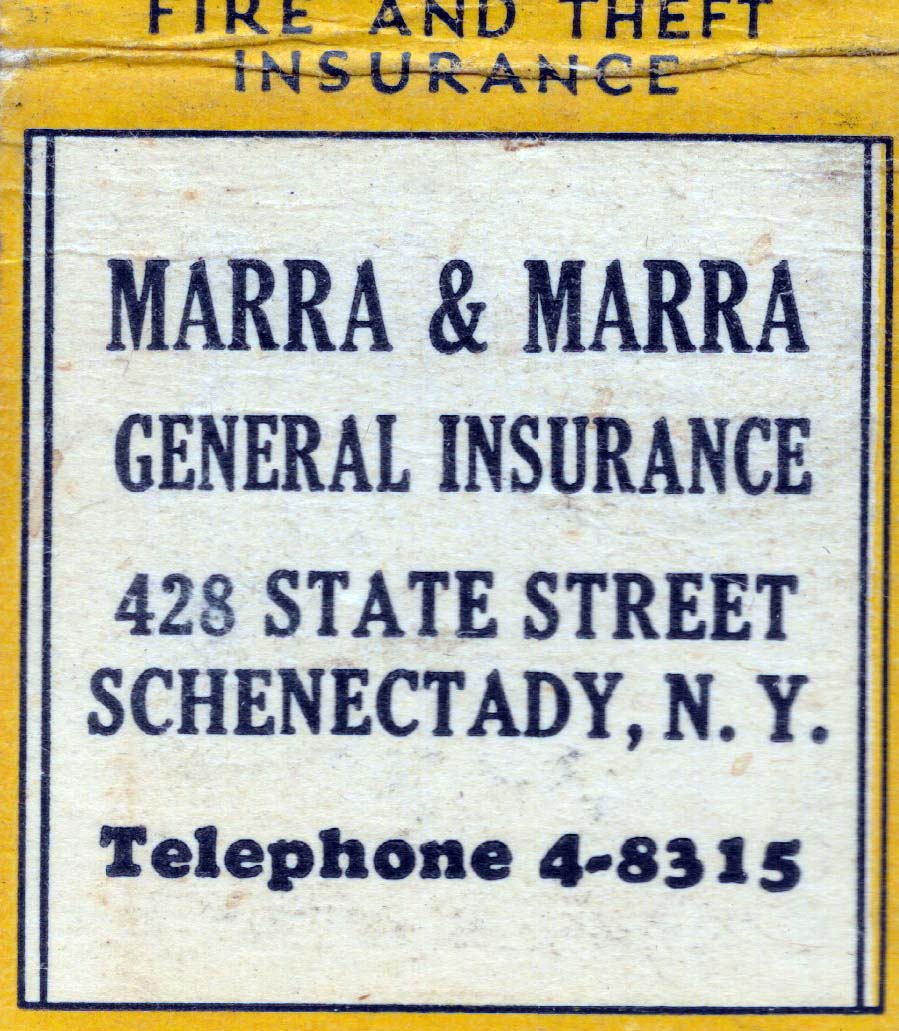 FIRE AND THEFT
INSURANCE
MARRA & MARRA
GENERAL INSURANCE
428 STATE STREET
SCHENECTADY, N. Y.
Telephone 4-8315